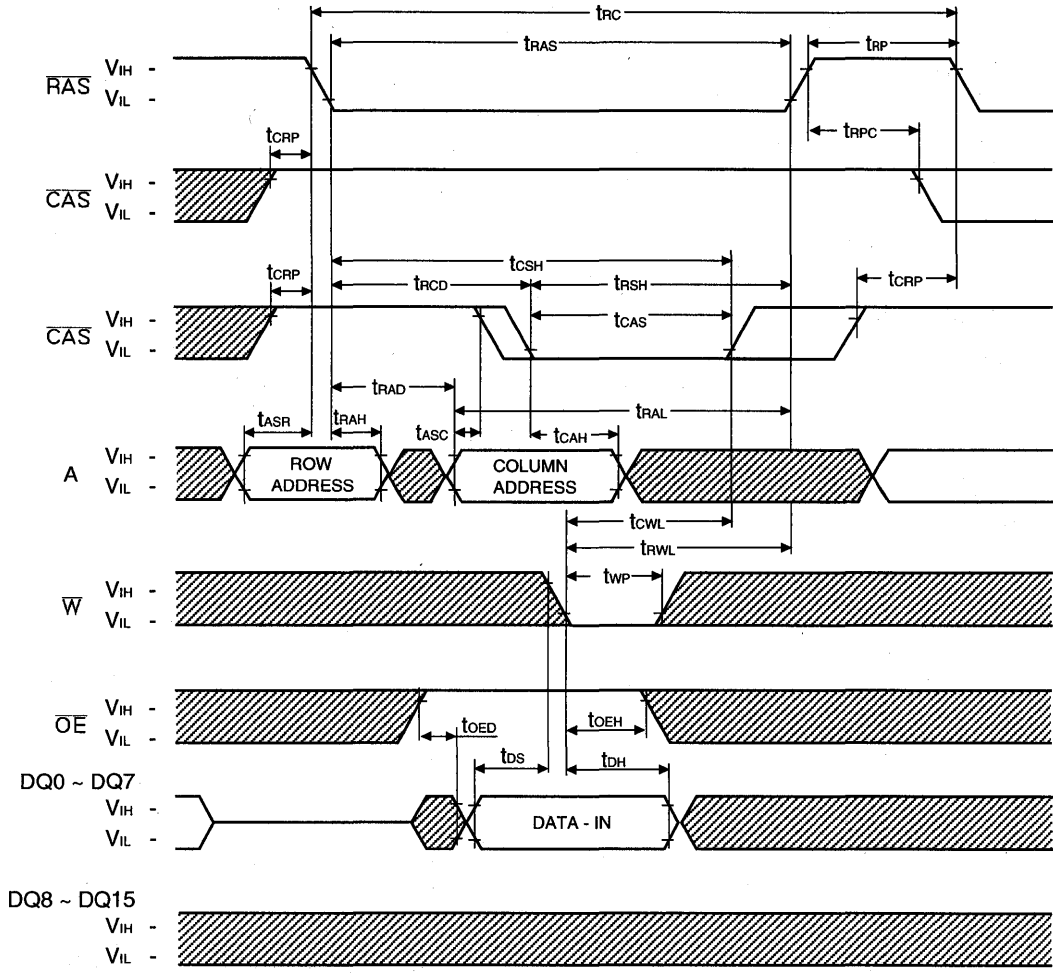 tRC
tRAS
tRP
RAS
VIH -
VIL -
tCRP
tRPC
CAS
VIH -
VIL -
tCSH
tCRP
tRCD
tRSH
tCRP
CAS
VIH -
VIL -
tCAS
tRAD
tRAL
tASR
tRAH
tASC
tCAH
A
VIH -
VIL -
ROW
ADDRESS
COLUMN
ADDRESS
tCWL
tRWL
tWP
W
VIH -
VIL -
OE
VIH -
VIL -
tOED
tOEH
tDS
tDH
DQ0 ~ DQ7
VIH -
VIL -
DATA - IN
DQ8 ~ DQ15
VIH -
VIL -